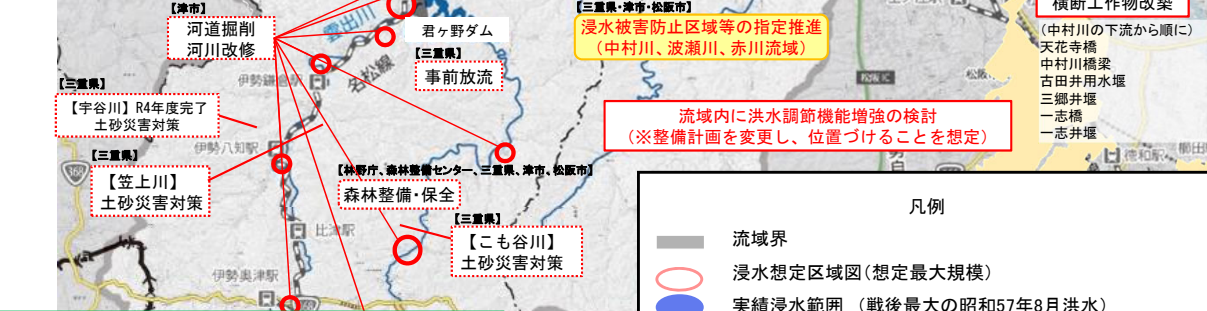 【津市】
河道掘削
河川改修
雲出川
君ヶ野ダム
【三重県】
事前放流
名松線
伊勢鎌倉駅
【三重県】
【宇谷川】R4年度完了
土砂災害対策
伊勢八知駅
【三重県】
【笠上川】
土砂災害対策
368
比津駅
伊勢奥津駅
【林野庁、森林整備センター、三重県、津市、松阪市】
森林整備・保全
【三重県】
【こも谷川】
土砂災害対策
【三重県・津市・松阪市】
浸水被害防止区域等の指定推進
（中村川、波瀬川、赤川流域）
流域内に洪水調節機能増強の検討
（※整備計画を変更し、位置づけることを想定）
松阪IC
横断工作物改築
(中村川の下流から順に)
天花寺橋
中村川橋梁
古田井用水堰
三郷井堰
一志橋
一志井堰
徳和駅
櫛田
凡例
流域界
浸水想定区域図(想定最大規模)
実績浸水範囲 （戦後最大の昭和57年8月洪水）